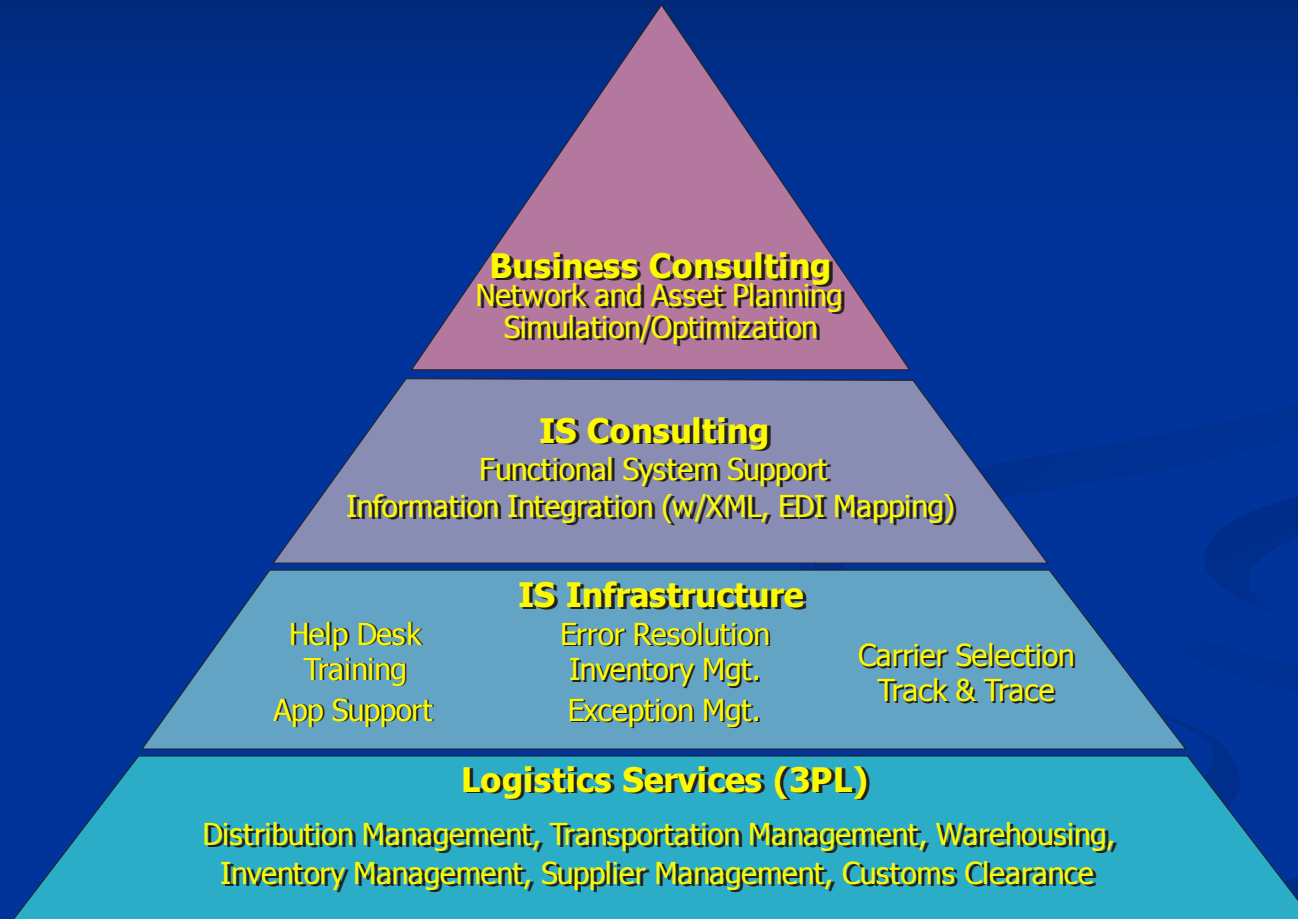 Business Consulting
Network and Asset Planning
Simulation/Optimization
IS Consulting
Functional System Support
Information Integration (w/XML, EDI Mapping)
IS Infrastructure
Help Desk
Training
App Support
Error Resolution
Inventory Mgt.
Exception Mgt.
Carrier Selection
Track & Trace
Logistics Services (3PL)
Distribution Management, Transportation Management, Warehousing,
Inventory Management, Supplier Management, Customs Clearance